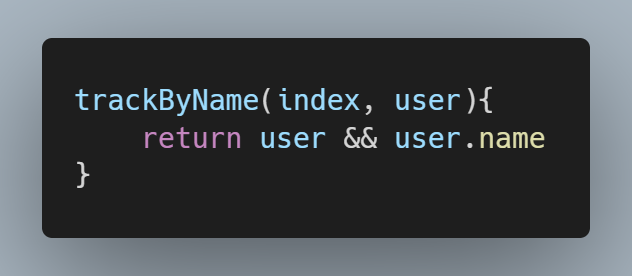 trackByName(index, user){
    return user && user.name
}